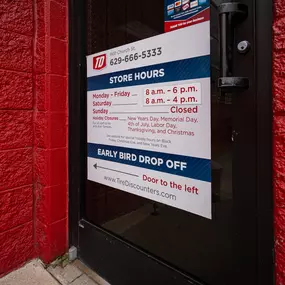 TD
629-666-5333
STORE HOURS
Monday - Friday 8 a.m. – 6 p.m.
Saturday 8 a.m. – 4 p.m.
Sunday Closed
Holiday Closures New Years Day, Memorial Day,
4th of July, Labor Day,
Thanksgiving, and Christmas
EARLY BIRD DROP OFF
Door to the left
www.TireDiscounters.com